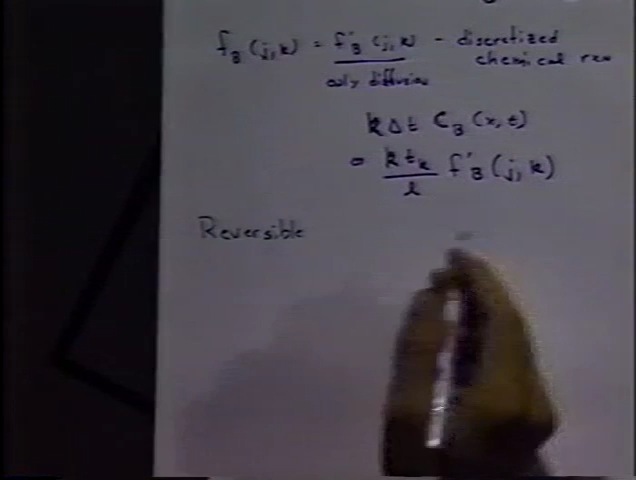 f_B (j,k) = f'_B (j,k) - discretized
chemical rxn
only diffusion
k Δt C_B (x,t)
= k t_k / l f'_B (j,k)
Reversible